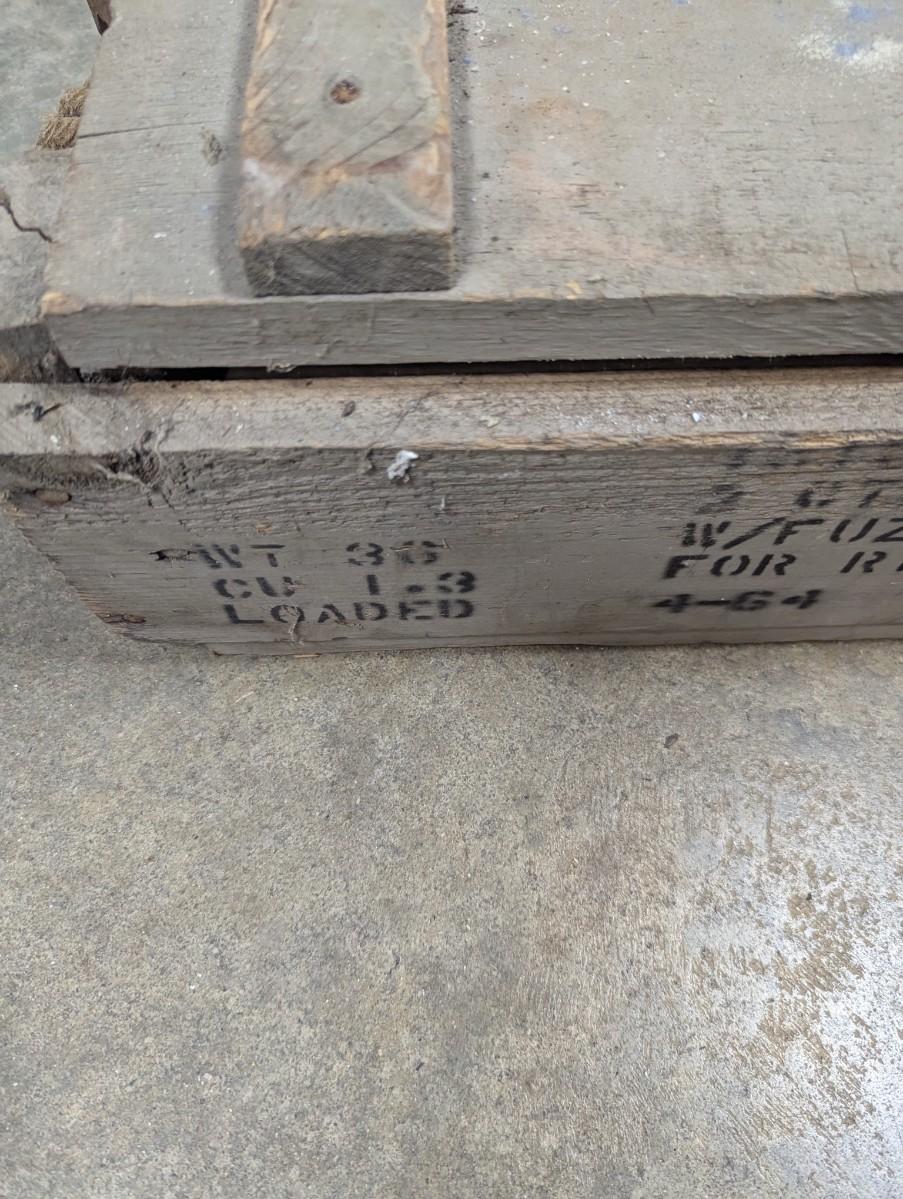 WT 36
CU 1.3
LOADED
W/FUZ
FOR R
4-64